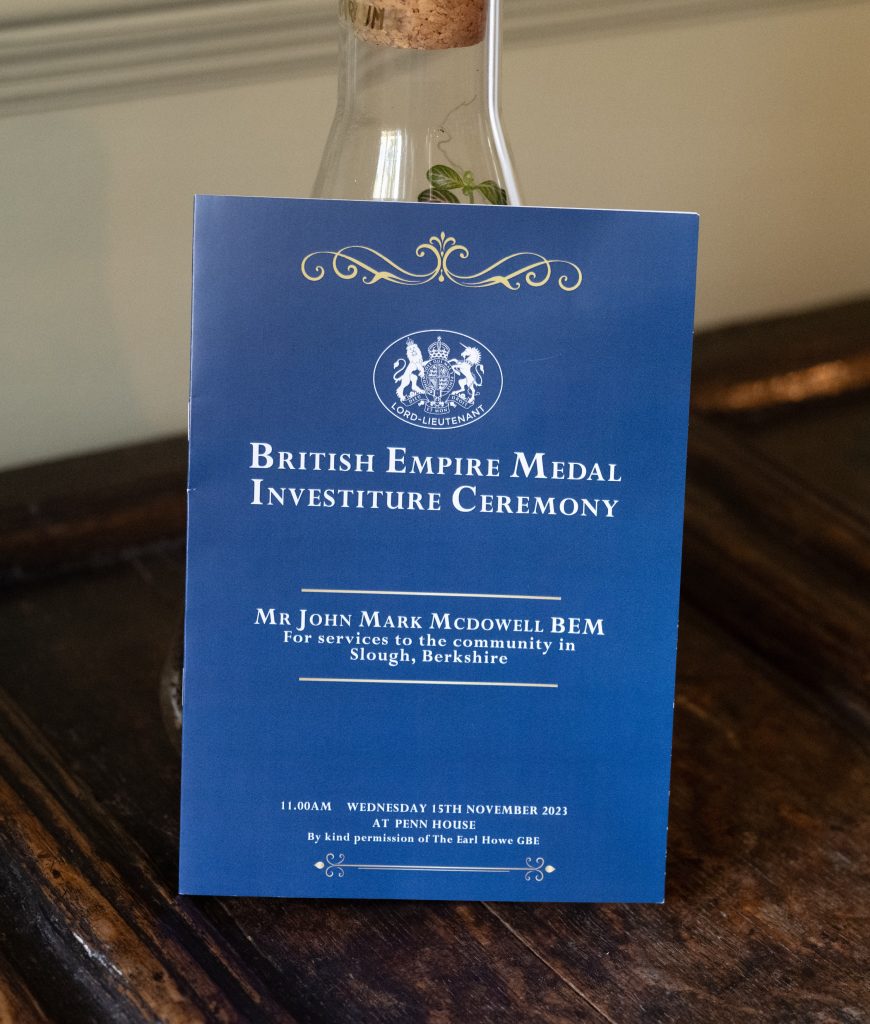 LORD-LIEUTENANT
BRITISH EMPIRE MEDAL
INVESTITURE CEREMONY
MR JOHN MARK MCDOWELL BEM
For services to the community in
Slough, Berkshire
11.00AM WEDNESDAY 15TH NOVEMBER 2023
AT PENN HOUSE
By kind permission of The Earl Howe GBE